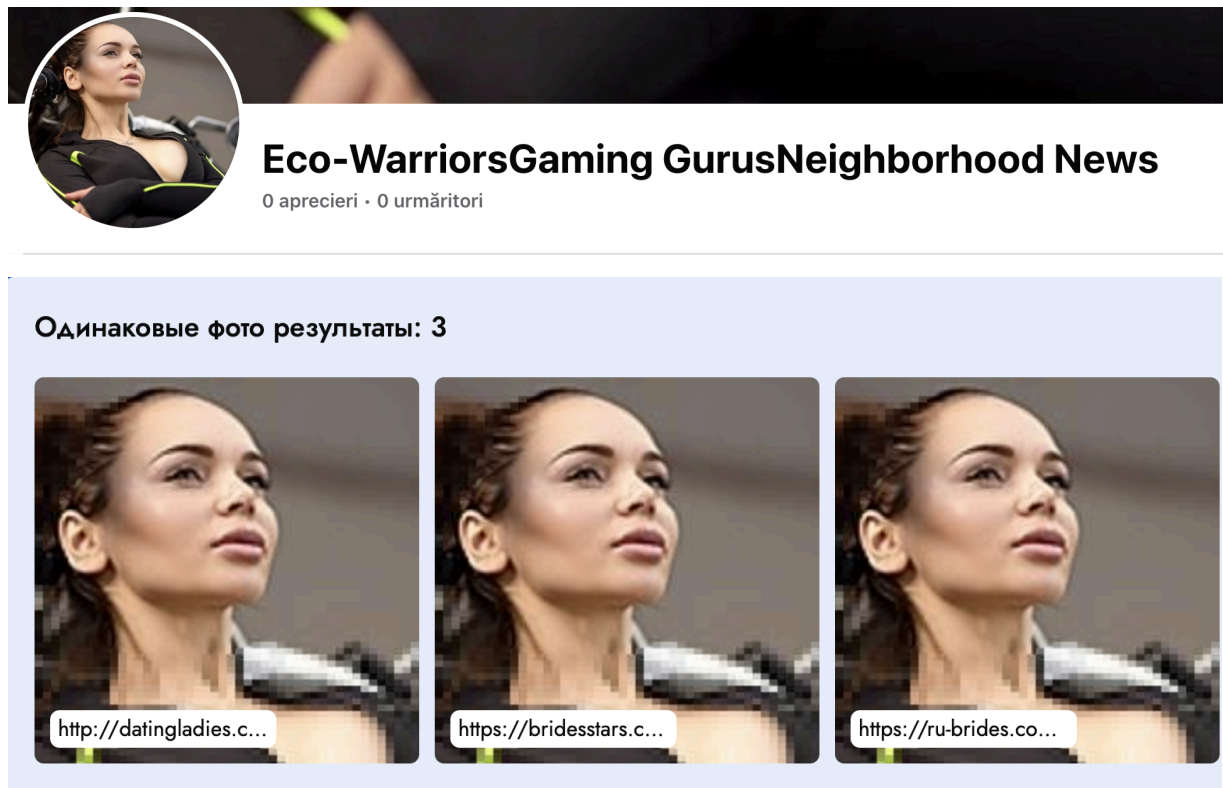 Eco-WarriorsGaming GurusNeighborhood News
0 aprecieri • 0 urmăritori
Одинаковые фото результаты: 3
http://datingladies.c...
https://bridesstars.c...
https://ru-brides.co...